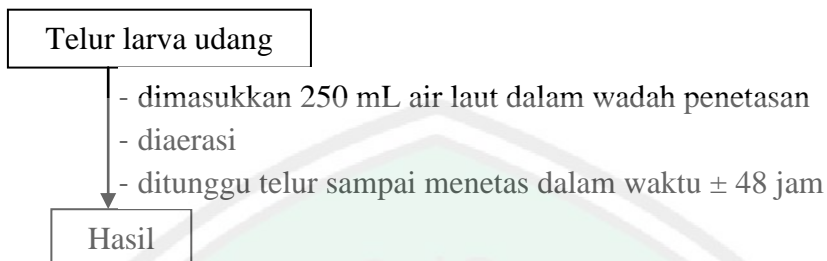 Telur larva udang
- dimasukkan 250 mL air laut dalam wadah penetasan
- diaerasi
- ditunggu telur sampai menetas dalam waktu ± 48 jam
Hasil